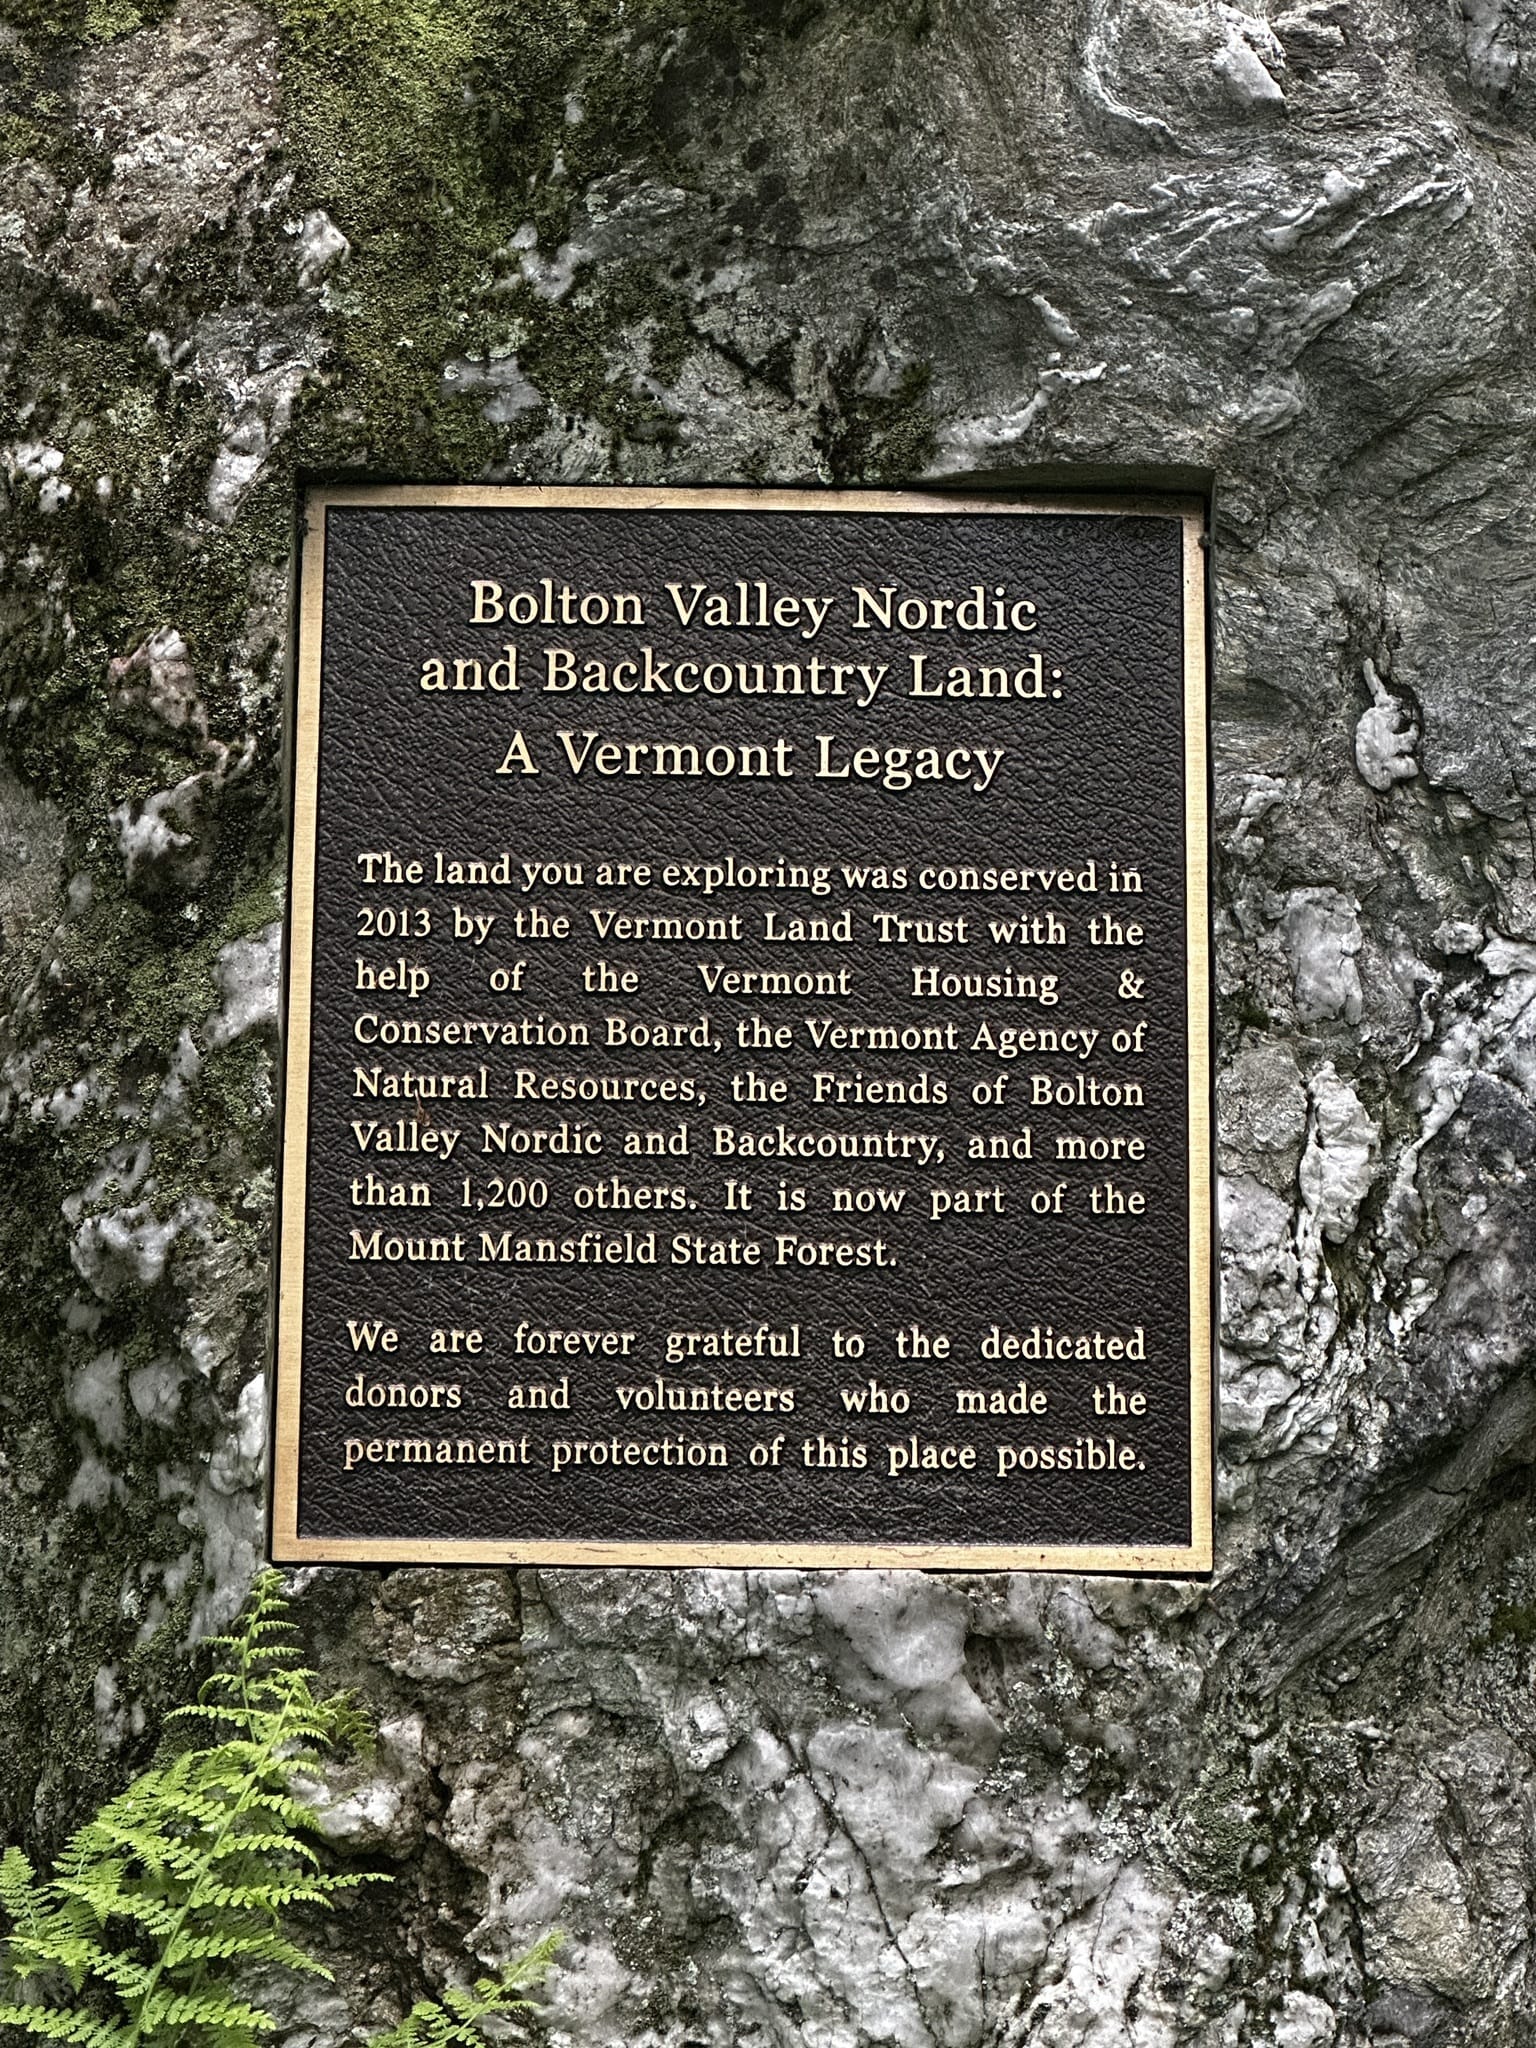 Bolton Valley Nordic
and Backcountry Land:
A Vermont Legacy
The land you are exploring was conserved in
2013 by the Vermont Land Trust with the
help of the Vermont Housing &
Conservation Board, the Vermont Agency of
Natural Resources, the Friends of Bolton
Valley Nordic and Backcountry, and more
than 1,200 others. It is now part of the
Mount Mansfield State Forest.
We are forever grateful to the dedicated
donors and volunteers who made the
permanent protection of this place possible.